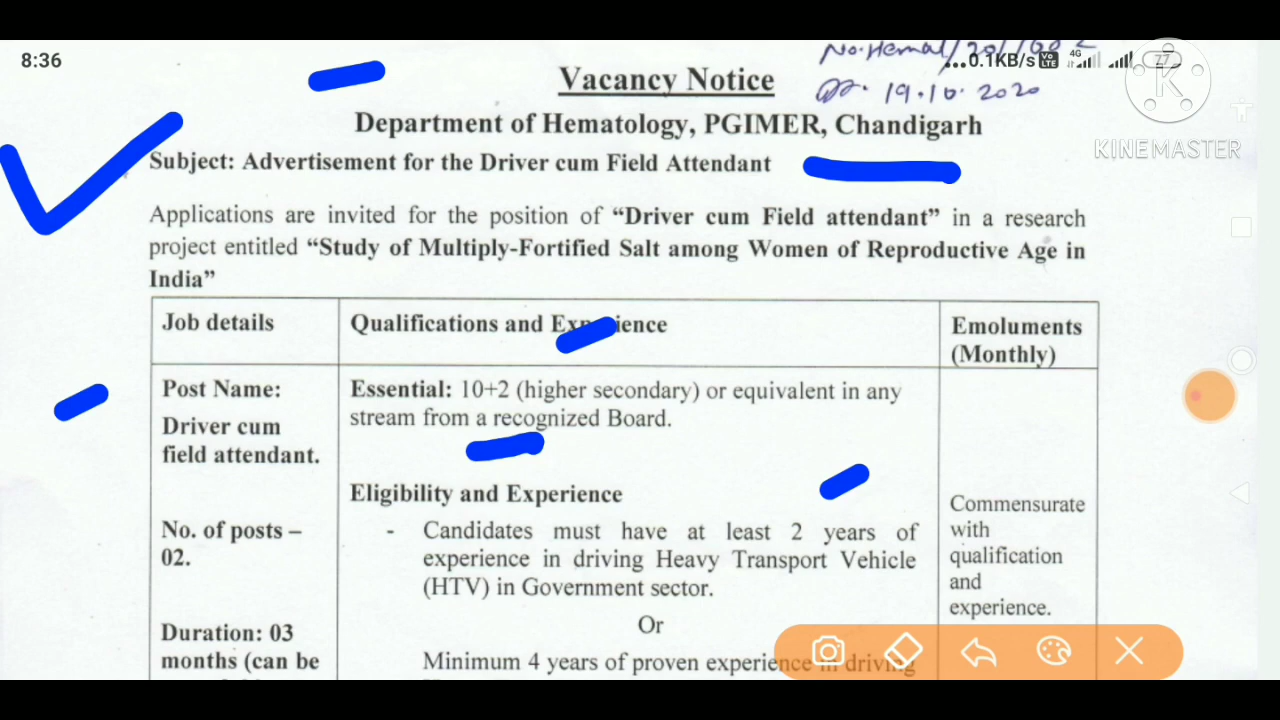 8:36
...0.1KB/s
4G
77
19.10.2020
KINEMASTER
Vacancy Notice
Department of Hematology, PGIMER, Chandigarh
Subject: Advertisement for the Driver cum Field Attendant
Applications are invited for the position of “Driver cum Field attendant” in a research
project entitled “Study of Multiply-Fortified Salt among Women of Reproductive Age in
India”
Job details
Qualifications and Experience
Emoluments
(Monthly)
Post Name:
Driver cum
field attendant.
No. of posts –
02.
Duration: 03
months (can be
Essential: 10+2 (higher secondary) or equivalent in any
stream from a recognized Board.
Eligibility and Experience
- Candidates must have at least 2 years of
experience in driving Heavy Transport Vehicle
(HTV) in Government sector.
Or
Minimum 4 years of proven experience in driving
Commensurate
with
qualification
and
experience.